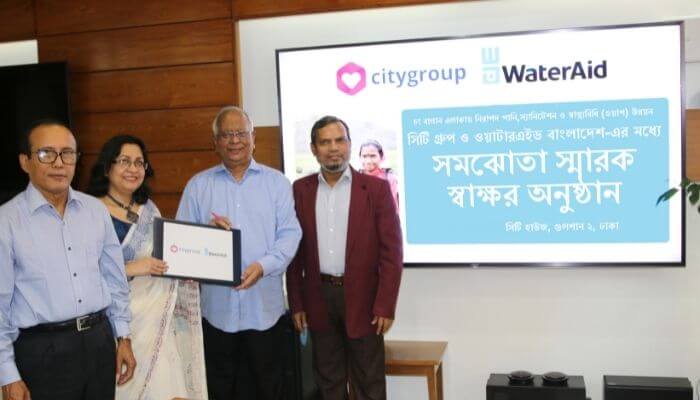 citygroup
WaterAid
চা বাগান এলাকায় নিরাপদ পানি,স্যানিটেশন ও স্বাস্থ্যবিধি (ওয়াশ) উন্নয়ন
সিটি গ্রুপ ও ওয়াটারএইড বাংলাদেশ-এর মধ্যে
সমঝোতা স্মারক
স্বাক্ষর অনুষ্ঠান
সিটি হাউজ, গুলশান ২, ঢাকা
citygroup
WaterAid